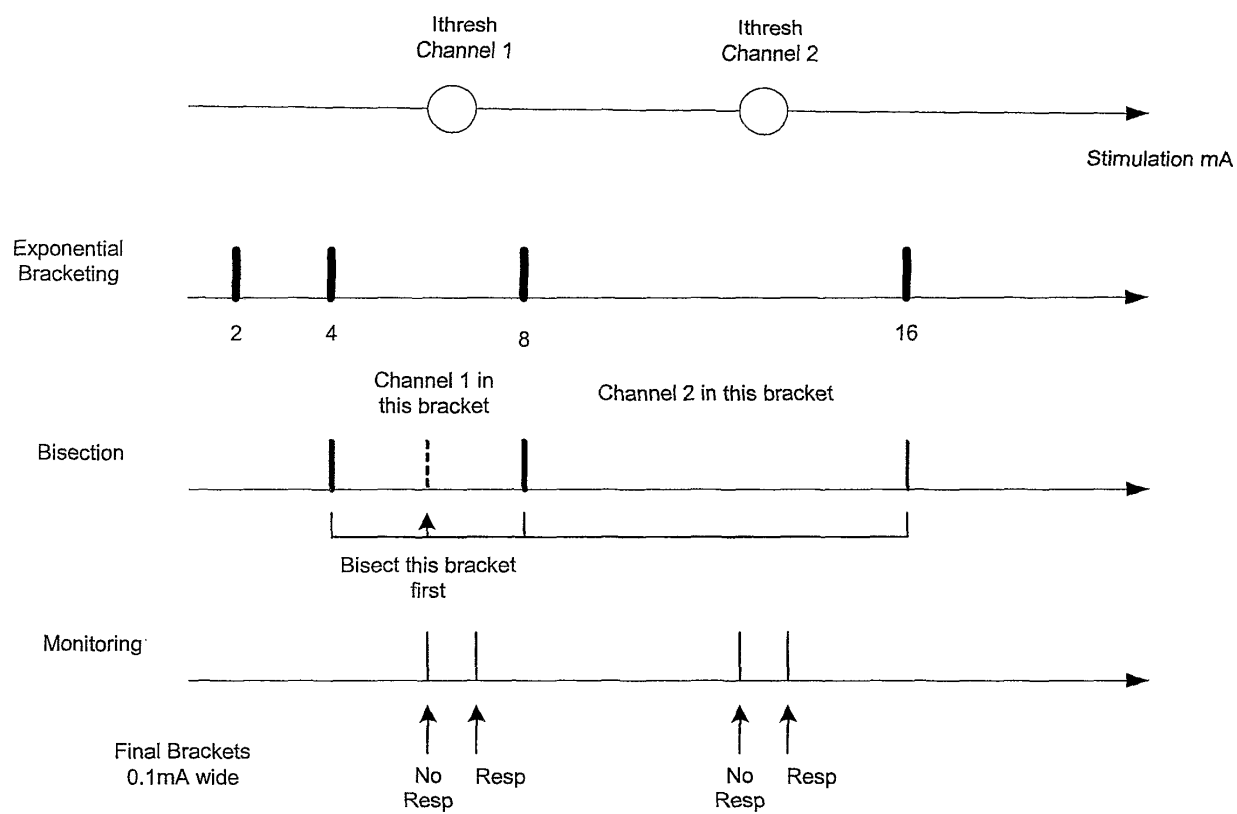 Ithresh
Channel 1
Ithresh
Channel 2
Stimulation mA
Exponential
Bracketing
2
4
8
16
Channel 1 in
this bracket
Channel 2 in this bracket
Bisection
Bisect this bracket
first
Monitoring
Final Brackets
0.1mA wide
No
Resp
Resp
No
Resp
Resp